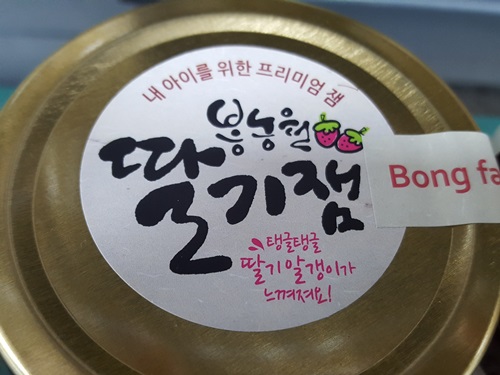 내 아이를 위한 프리미엄 잼
봉농원
딸기잼
탱글탱글
딸기알갱이가
느껴져요!
Bong fa